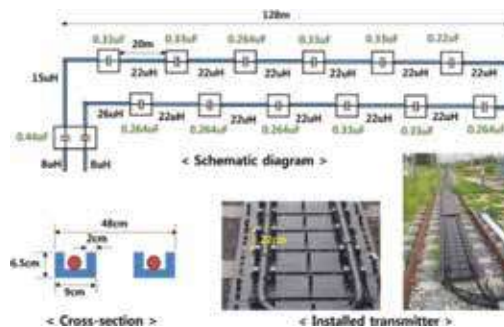 128m
0.33uF 0.33uF 0.264uF 0.33uF 0.33uF 0.22uF
20m
15uH 22uH 22uH 22uH 22uH 22uH 22uH
26uH 22uH 22uH 22uH 22uH 22uH
0.44uF 0.264uF 0.264uF 0.264uF 0.33uF 0.33uF 0.264uF
8uH 8uH
< Schematic diagram >
48cm
2cm
6.5cm
9cm
< Cross-section >
< Installed transmitter >